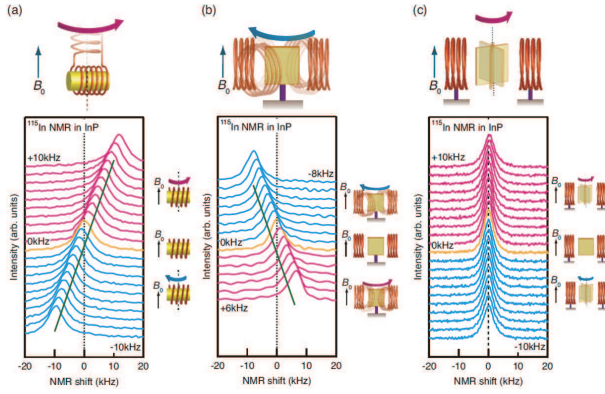 (a)
B0
115In NMR in InP
+10kHz
0kHz
-10kHz
Intensity (arb. units)
-20 -10 0 10 20
NMR shift (kHz)
B0
B0
B0
(b)
B0
115In NMR in InP
-8kHz
0kHz
+6kHz
Intensity (arb. units)
-20 -10 0 10 20
NMR shift (kHz)
B0
B0
B0
(c)
B0
115In NMR in InP
+10kHz
0kHz
-10kHz
Intensity (arb. units)
-20 -10 0 10 20
NMR shift (kHz)
B0
B0
B0